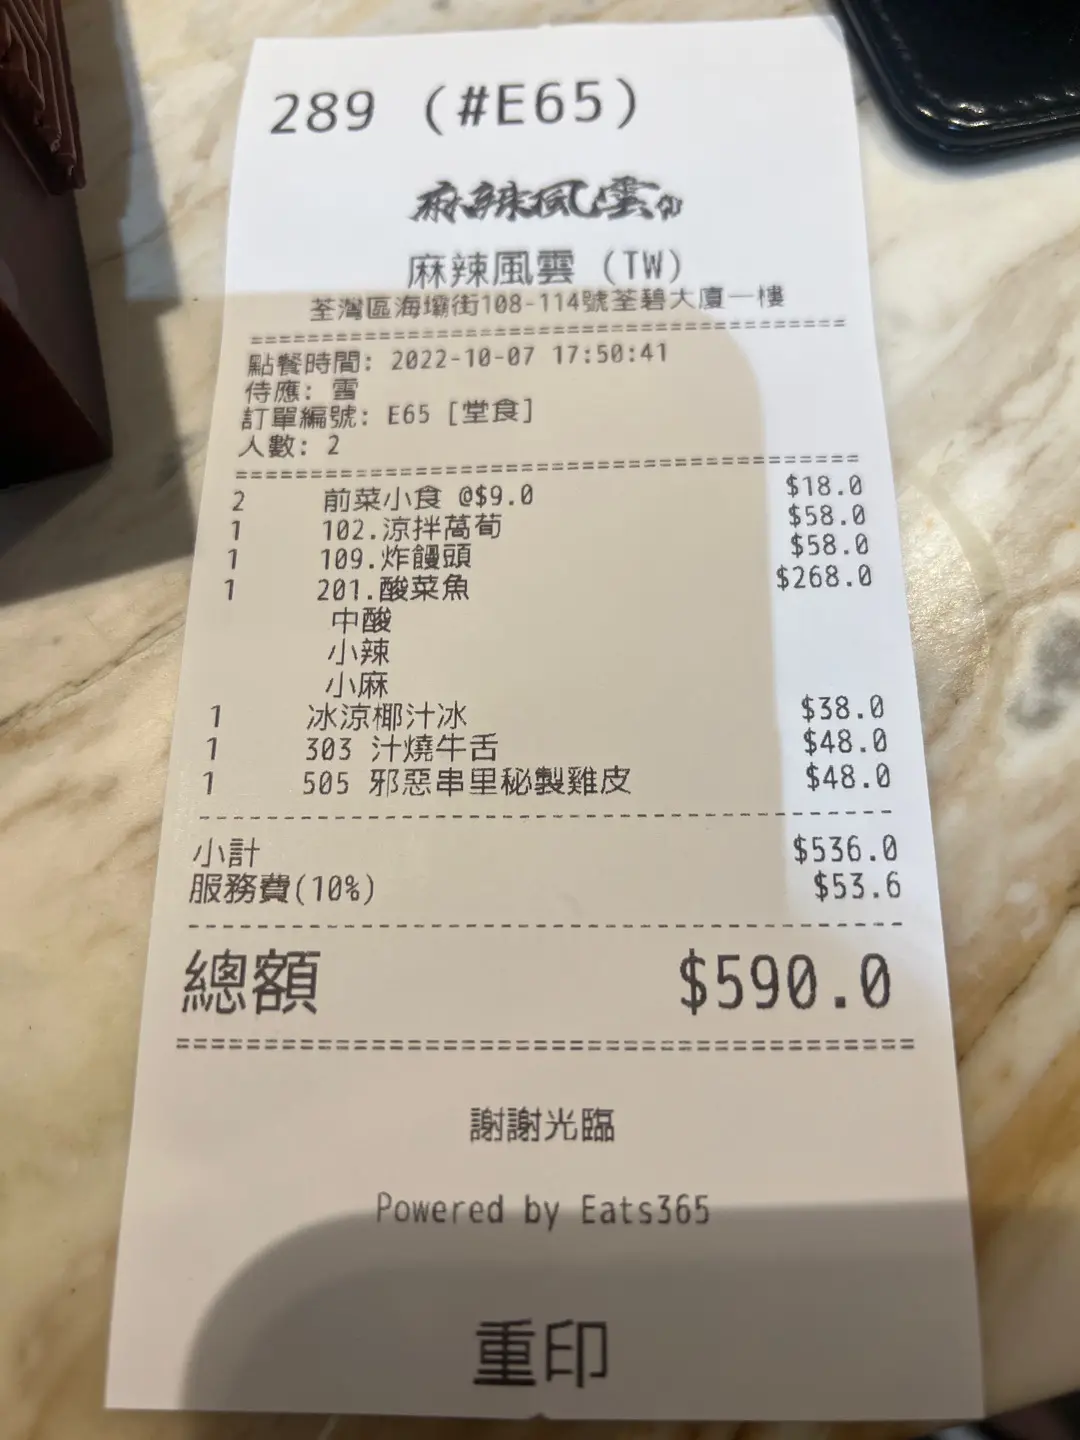 289 (#E65)
麻辣風雲
麻辣風雲 (TW)
荃灣區海壩街108-114號荃碧大廈一樓
點餐時間: 2022-10-07 17:50:41
侍應: 雪
訂單編號: E65 [堂食]
人數: 2
2 前菜小食 @$9.0 $18.0
1 102.涼拌萵荀 $58.0
1 109.炸饅頭 $58.0
1 201.酸菜魚 $268.0
中酸
小辣
小麻
1 冰涼椰汁冰 $38.0
1 303 汁燒牛舌 $48.0
1 505 邪惡串里秘製雞皮 $48.0
小計 $536.0
服務費(10%) $53.6
總額 $590.0
謝謝光臨
Powered by Eats365
重印